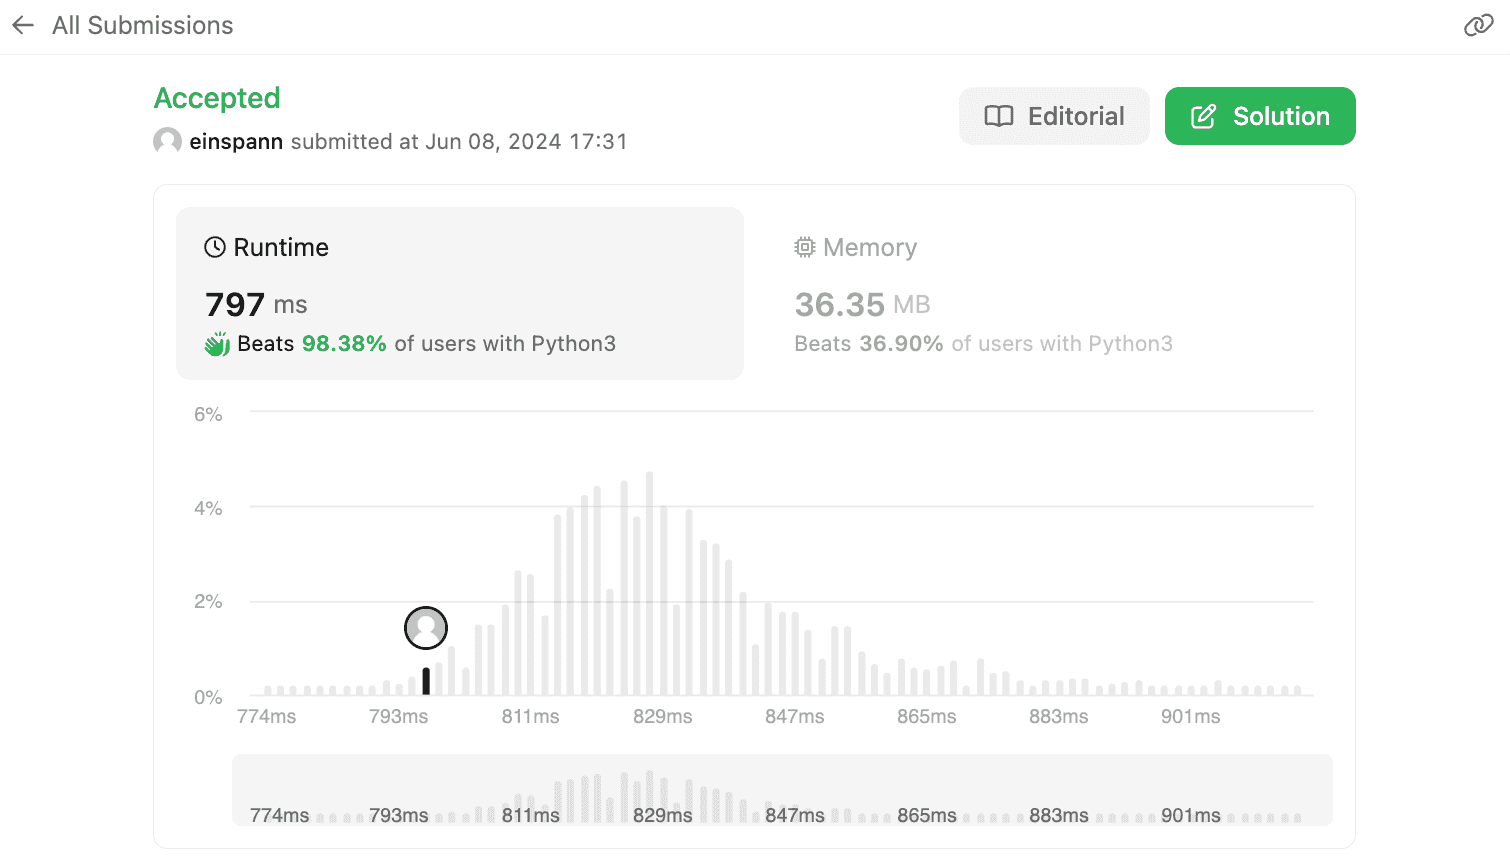 All Submissions
Accepted
einspann submitted at Jun 08, 2024 17:31
Editorial
Solution
Runtime
797 ms
Beats 98.38% of users with Python3
Memory
36.35 MB
Beats 36.90% of users with Python3
6%
4%
2%
0%
774ms 793ms 811ms 829ms 847ms 865ms 883ms 901ms
774ms 793ms 811ms 829ms 847ms 865ms 883ms 901ms